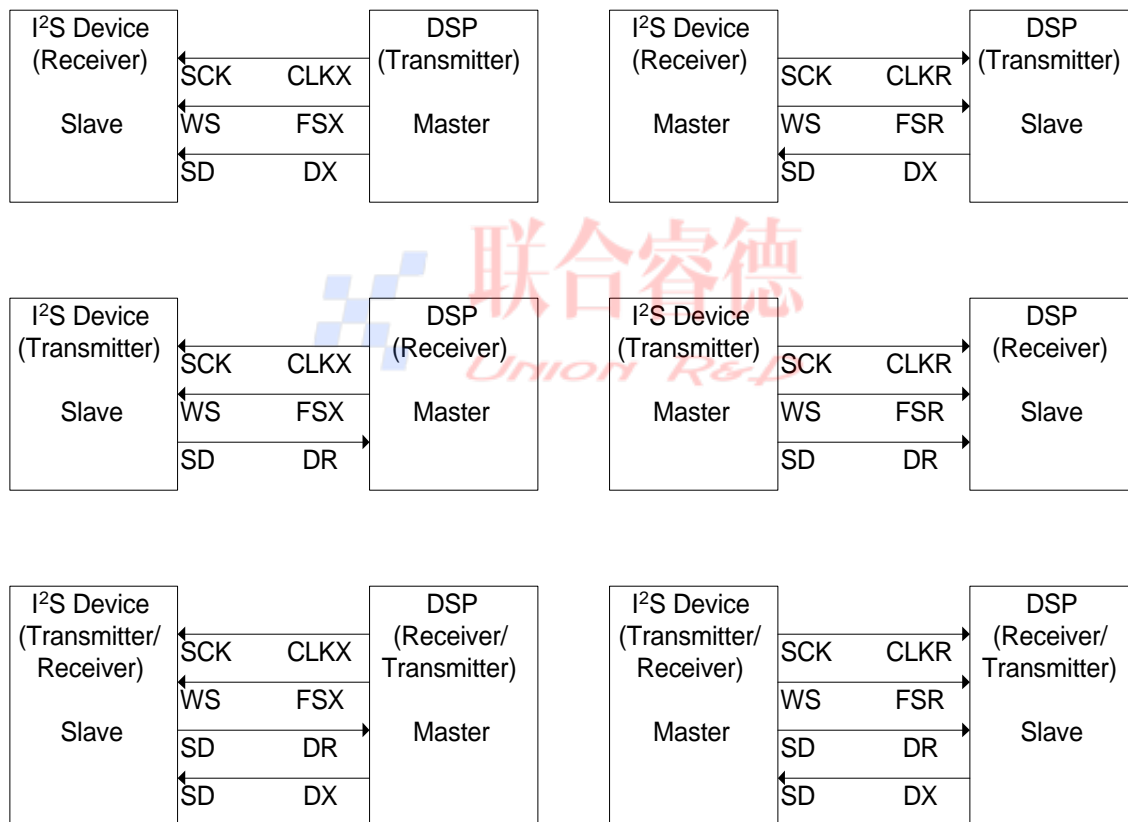 I²S Device
(Receiver)
Slave
SCK CLKX
WS FSX
SD DX
DSP
(Transmitter)
Master
I²S Device
(Receiver)
Master
SCK CLKR
WS FSR
SD DX
DSP
(Transmitter)
Slave
联合睿德
Union R&D
I²S Device
(Transmitter)
Slave
SCK CLKX
WS FSX
SD DR
DSP
(Receiver)
Master
I²S Device
(Transmitter)
Master
SCK CLKR
WS FSR
SD DR
DSP
(Receiver)
Slave
I²S Device
(Transmitter/
Receiver)
Slave
SCK CLKX
WS FSX
SD DR
SD DX
DSP
(Receiver/
Transmitter)
Master
I²S Device
(Transmitter/
Receiver)
Master
SCK CLKR
WS FSR
SD DR
SD DX
DSP
(Receiver/
Transmitter)
Slave